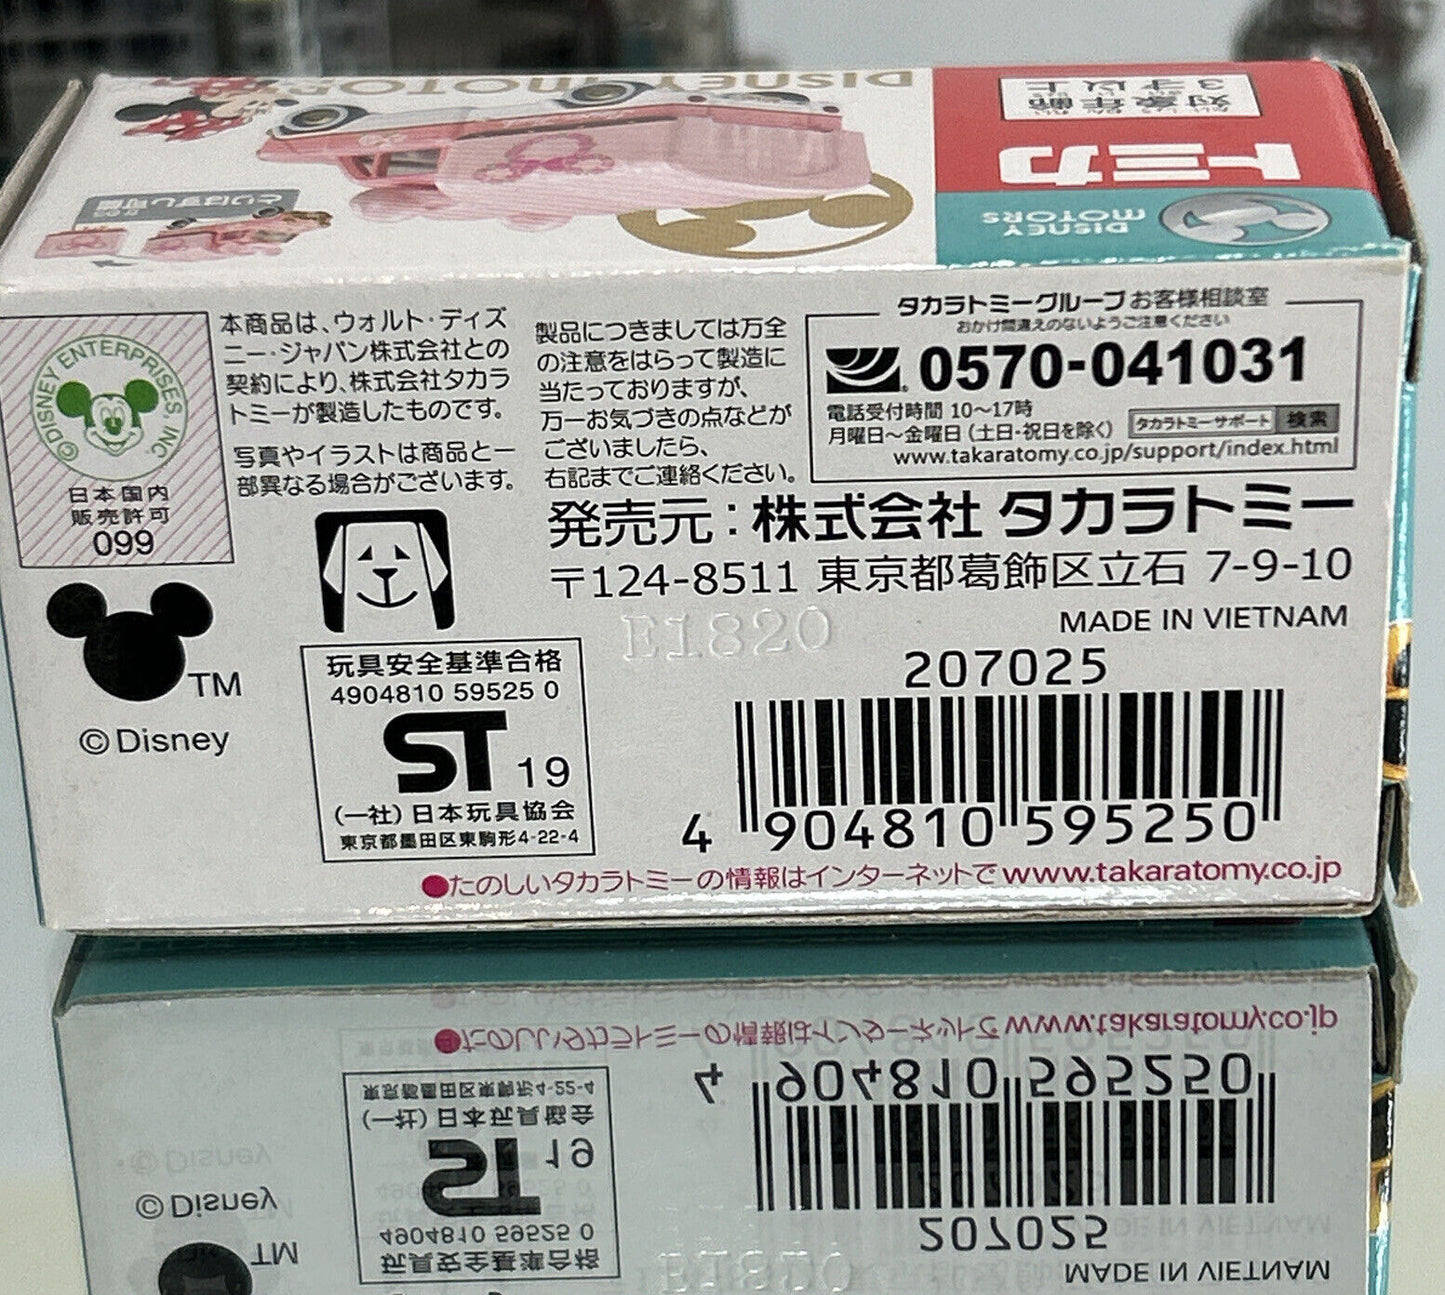 DISNEY MOTORS
対象年齢
3才以上
トミカ
DISNEY
MOTORS
とりはずし可能
©DISNEY ENTERPRISES, INC.
日本国内
販売許可
099
本商品は、ウォルト・ディズ
ニー・ジャパン株式会社との
契約により、株式会社タカラ
トミーが製造したものです。
写真やイラストは商品と一
部異なる場合がございます。
製品につきましては万全
の注意をはらって製造に
当たっておりますが、
万一お気づきの点などが
ございましたら、
右記までご連絡ください。
タカラトミーグループお客様相談室
おかけ間違えのないようご注意ください
0570-041031
電話受付時間 10〜17時
月曜日〜金曜日（土日・祝日を除く）
タカラトミーサポート 検索
www.takaratomy.co.jp/support/index.html
発売元：株式会社 タカラトミー
〒124-8511 東京都葛飾区立石 7-9-10
E1820
MADE IN VIETNAM
TM
©Disney
玩具安全基準合格
4904810 59525 0
ST 19
（一社）日本玩具協会
東京都墨田区東駒形4-22-4
207025
4 904810 595250
●たのしいタカラトミーの情報はインターネットで www.takaratomy.co.jp